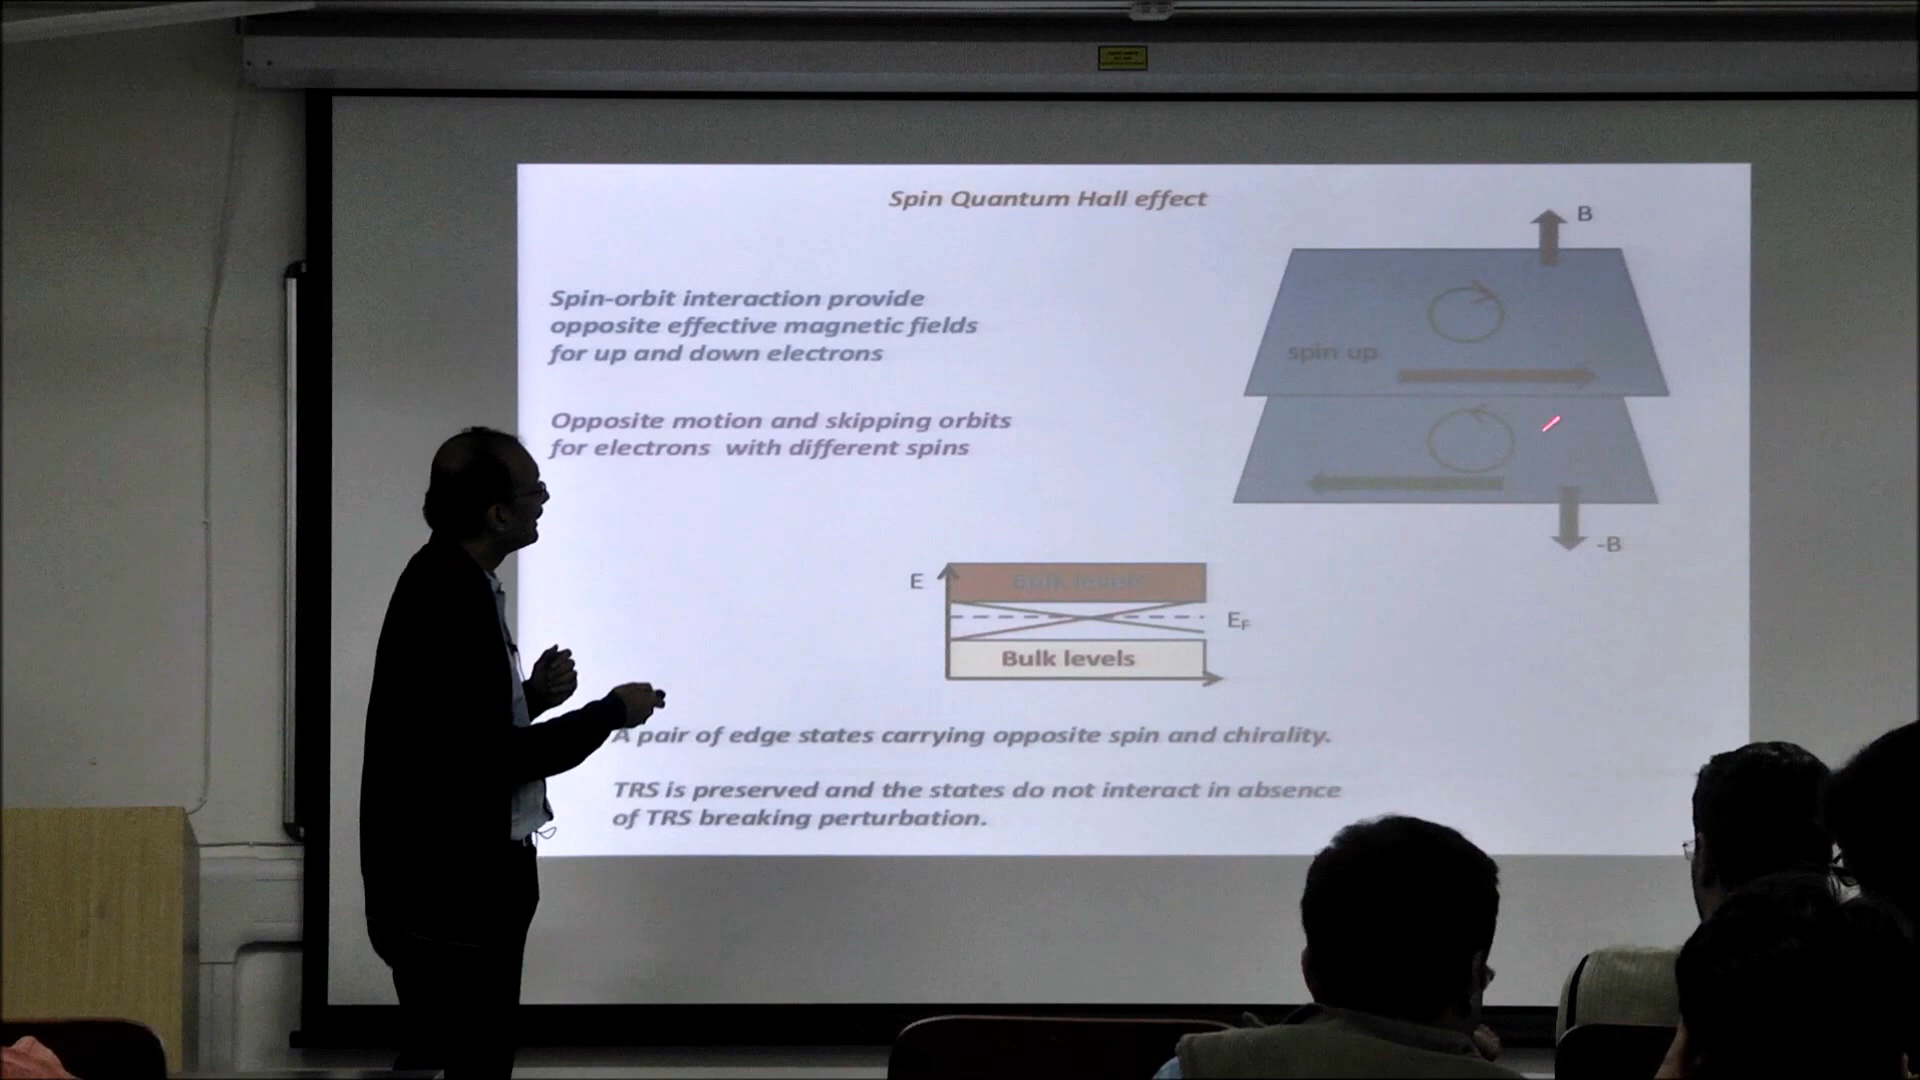 Spin Quantum Hall effect
B
Spin-orbit interaction provide
opposite effective magnetic fields
for up and down electrons
spin up
Opposite motion and skipping orbits
for electrons with different spins
-B
E
Bulk levels
E_F
Bulk levels
A pair of edge states carrying opposite spin and chirality.
TRS is preserved and the states do not interact in absence
of TRS breaking perturbation.